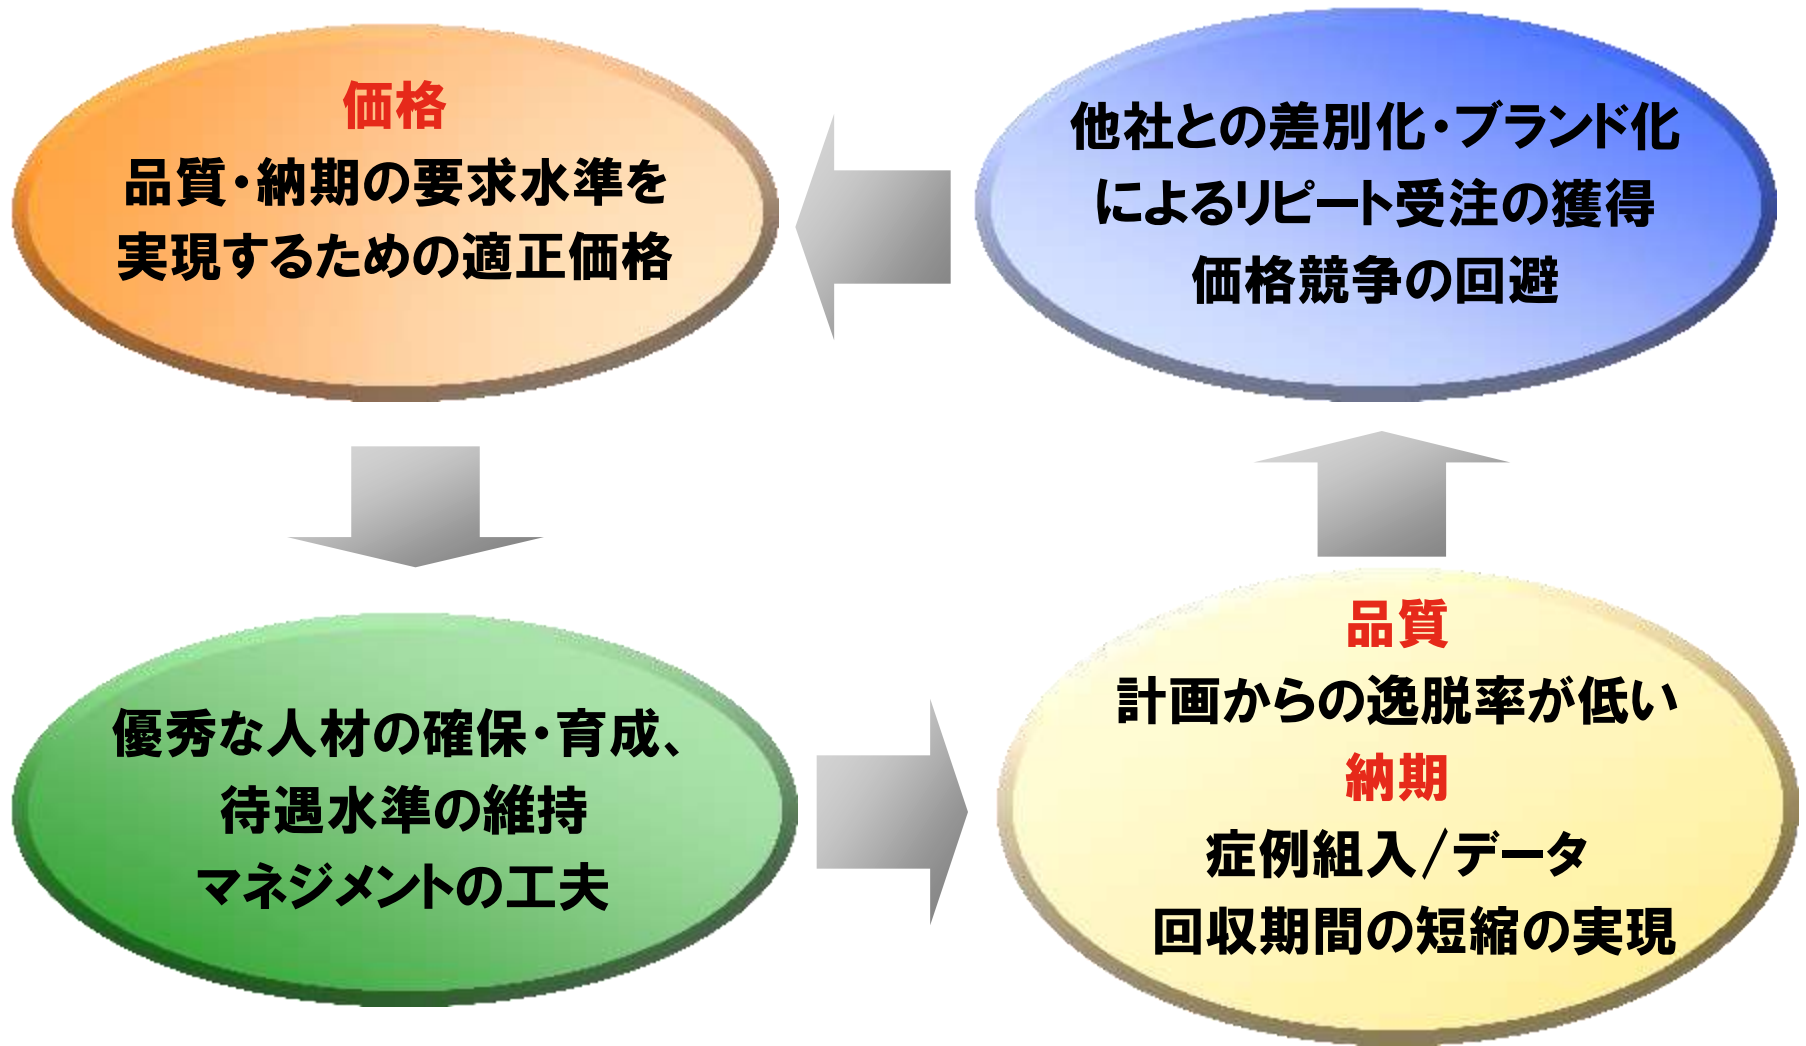 価格
品質・納期の要求水準を
実現するための適正価格
他社との差別化・ブランド化
によるリピート受注の獲得
価格競争の回避
優秀な人材の確保・育成、
待遇水準の維持
マネジメントの工夫
品質
計画からの逸脱率が低い
納期
症例組入/データ
回収期間の短縮の実現